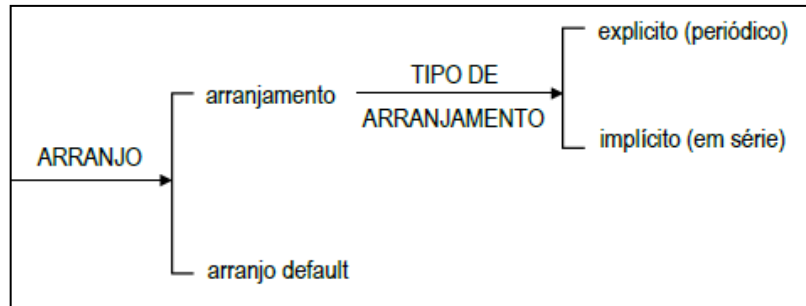 explicito (periódico)
TIPO DE
arranjamento
ARRANJAMENTO
implícito (em série)
ARRANJO
arranjo default